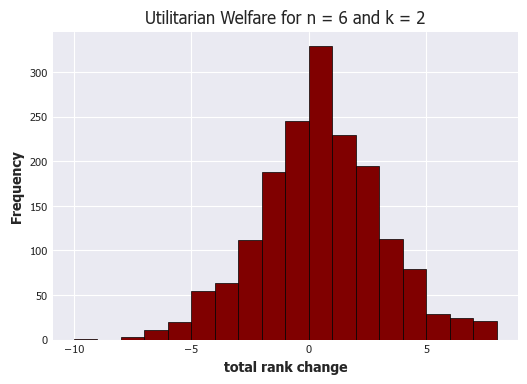 Utilitarian Welfare for n = 6 and k = 2
300
250
200
150
100
50
0
Frequency
−10 −5 0 5
total rank change